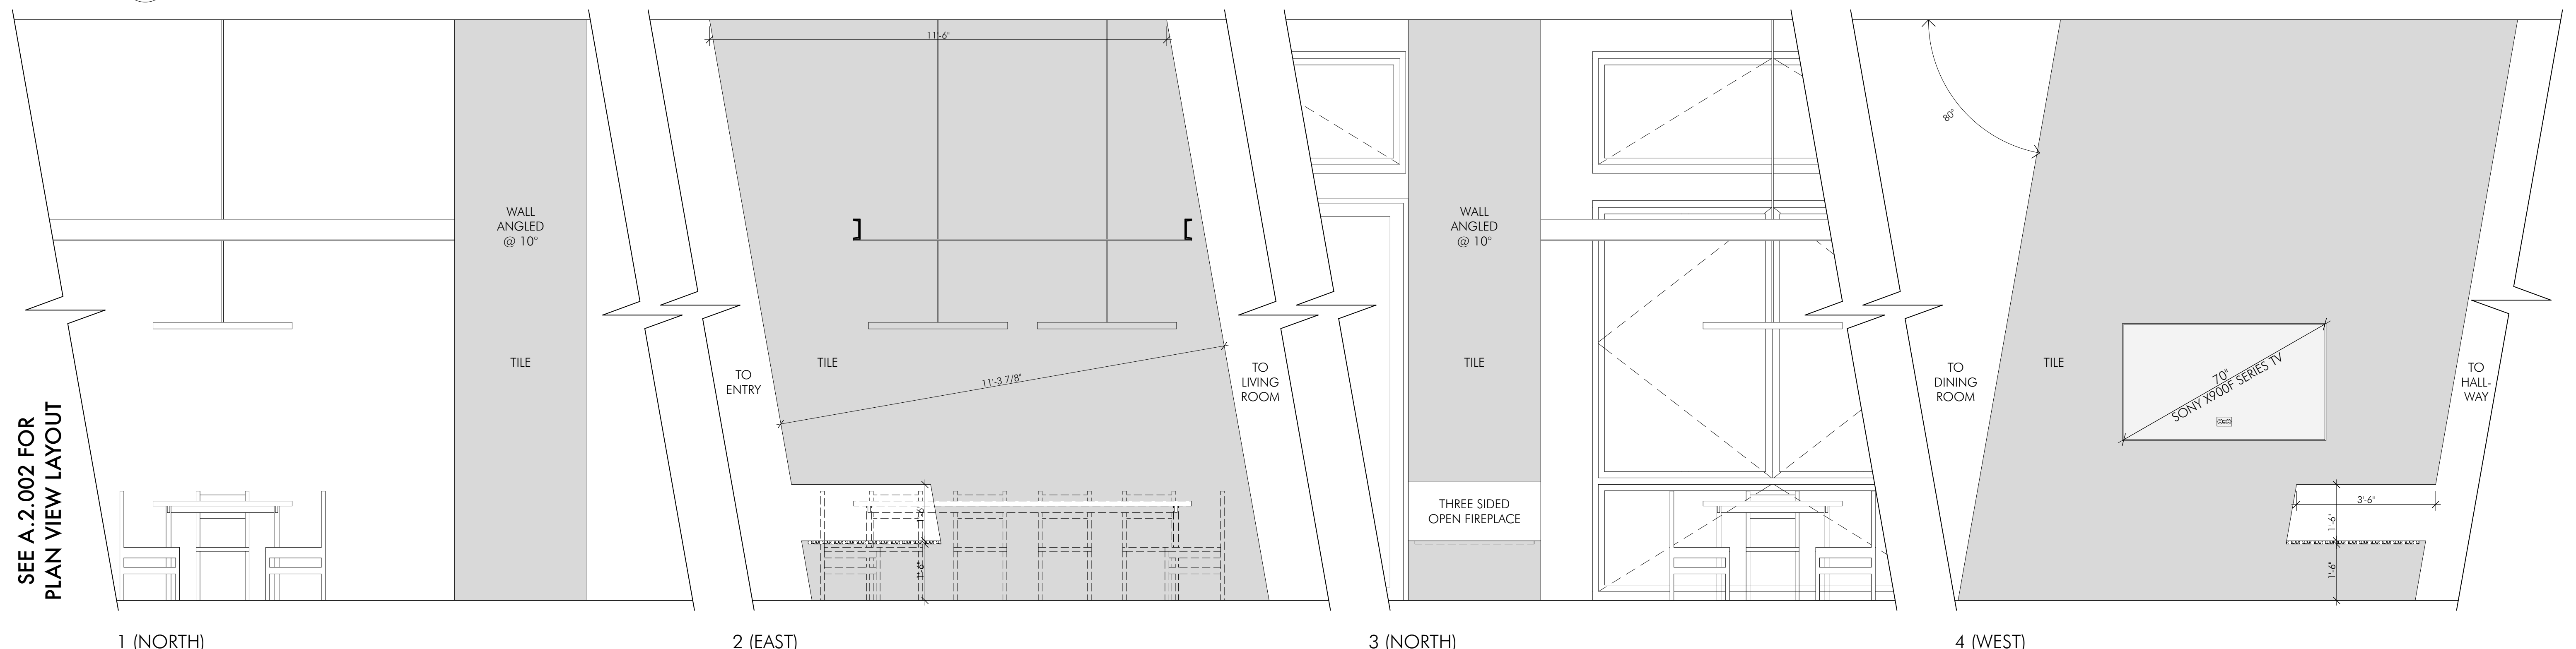 SEE A.2.002 FOR
PLAN VIEW LAYOUT
WALL
ANGLED
@ 10°
TILE
1 (NORTH)
11'-6"
TO
ENTRY
TILE
11'-3 7/8"
TO
LIVING
ROOM
1'-6"
1'-6"
2 (EAST)
WALL
ANGLED
@ 10°
TILE
THREE SIDED
OPEN FIREPLACE
3 (NORTH)
80°
TO
DINING
ROOM
TILE
70"
SONY X900F SERIES TV
TO
HALL-
WAY
3'-6"
1'-6"
1'-6"
4 (WEST)